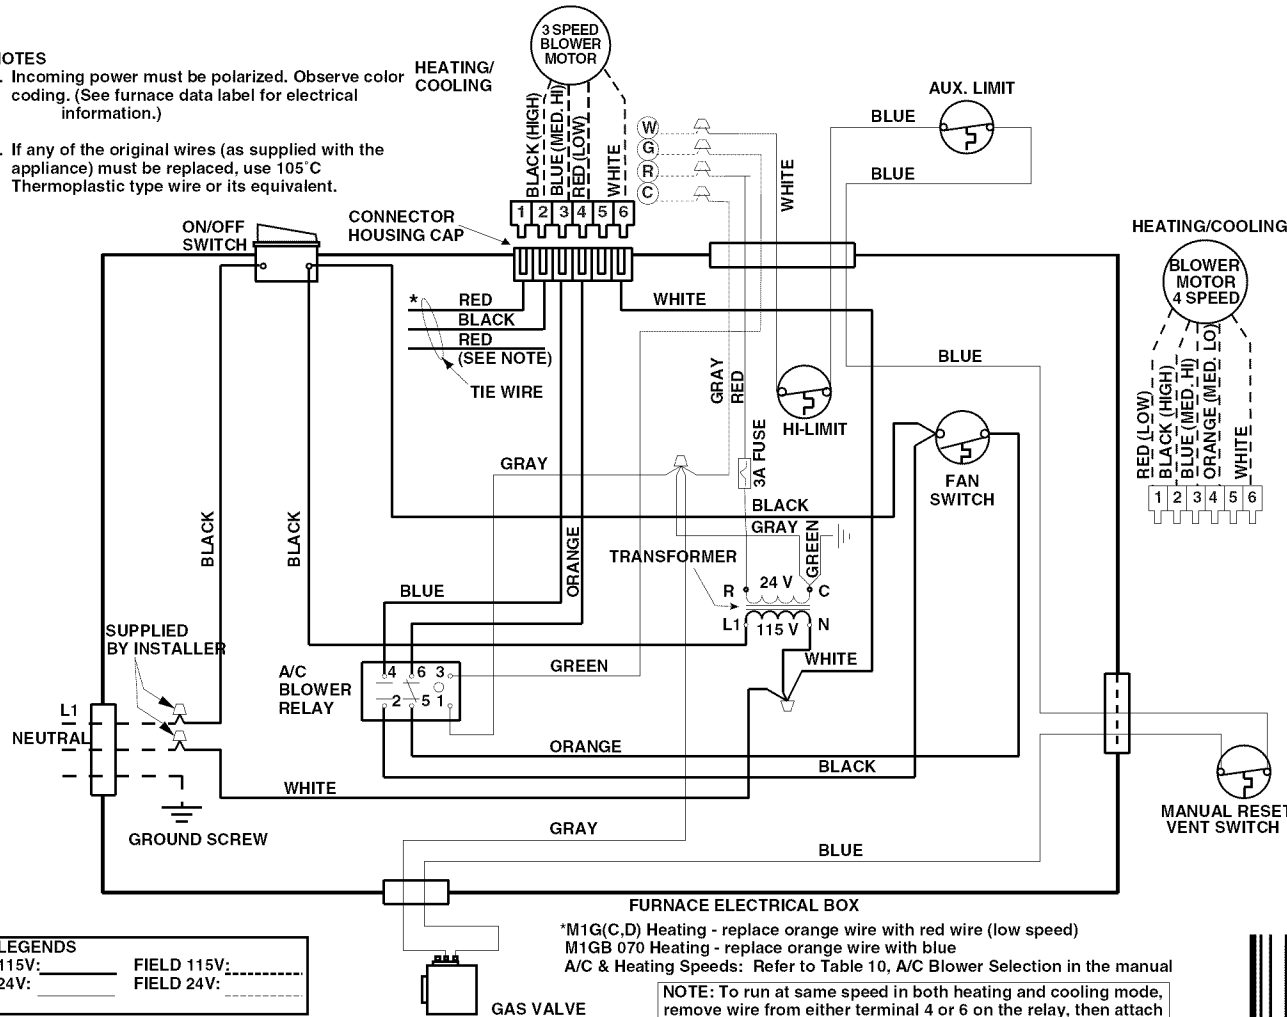 NOTES
. Incoming power must be polarized. Observe color
coding. (See furnace data label for electrical
information.)
. If any of the original wires (as supplied with the
appliance) must be replaced, use 105°C
Thermoplastic type wire or its equivalent.
HEATING/
COOLING
3 SPEED
BLOWER
MOTOR
BLACK (HIGH)
BLUE (MED. HI)
RED (LOW)
WHITE
1 2 3 4 5 6
W
G
R
C
WHITE
AUX. LIMIT
BLUE
BLUE
ON/OFF
SWITCH
CONNECTOR
HOUSING CAP
HEATING/COOLING
BLOWER
MOTOR
4 SPEED
RED (LOW)
BLACK (HIGH)
BLUE (MED. HI)
ORANGE (MED. LO)
WHITE
1 2 3 4 5 6
*
RED
BLACK
RED
(SEE NOTE)
TIE WIRE
WHITE
GRAY
RED
BLUE
HI-LIMIT
3A FUSE
FAN
SWITCH
GRAY
BLACK
GRAY
GREEN
BLACK
BLACK
ORANGE
TRANSFORMER
BLUE
R 24 V C
L1 115 V N
SUPPLIED
BY INSTALLER
A/C
BLOWER
RELAY
4 6 3
2 5 1
GREEN
WHITE
L1
NEUTRAL
ORANGE
BLACK
WHITE
GROUND SCREW
MANUAL RESET
VENT SWITCH
GRAY
BLUE
FURNACE ELECTRICAL BOX
*M1G(C,D) Heating - replace orange wire with red wire (low speed)
M1GB 070 Heating - replace orange wire with blue
A/C & Heating Speeds: Refer to Table 10, A/C Blower Selection in the manual
LEGENDS
115V: FIELD 115V:
24V: FIELD 24V:
GAS VALVE
NOTE: To run at same speed in both heating and cooling mode,
remove wire from either terminal 4 or 6 on the relay, then attach